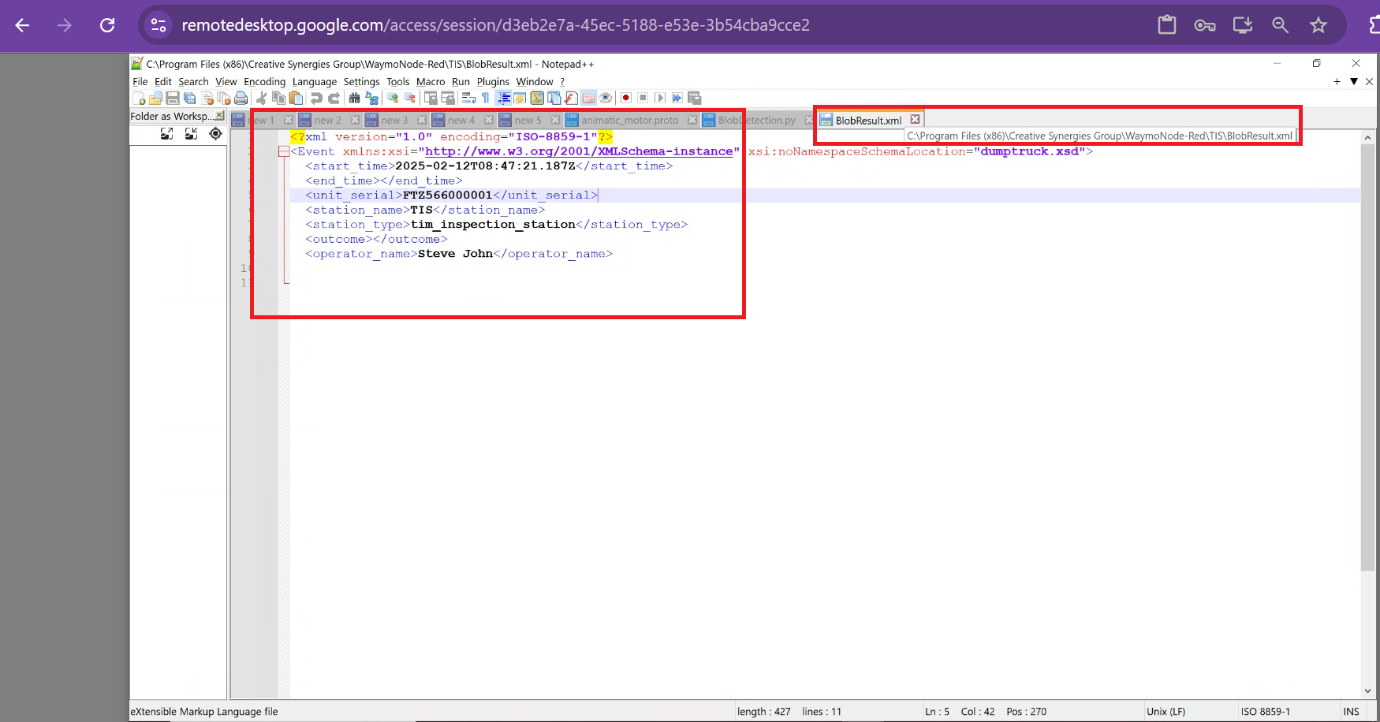 remotedesktop.google.com/access/session/d3eb2e7a-45ec-5188-e53e-3b54cba9cce2
C:\Program Files (x86)\Creative Synergies Group\WaymoNode-Red\TIS\BlobResult.xml - Notepad++
File Edit Search View Encoding Language Settings Tools Macro Run Plugins Window ?
Folder as Worksp...
new 1 new 2 new 3 new 4 new 5 animatic_motor.proto BlobDetection.py BlobResult.xml
C:\Program Files (x86)\Creative Synergies Group\WaymoNode-Red\TIS\BlobResult.xml
<?xml version="1.0" encoding="ISO-8859-1"?>
<Event xmlns:xsi="http://www.w3.org/2001/XMLSchema-instance" xsi:noNamespaceSchemaLocation="dumptruck.xsd">
<start_time>2025-02-12T08:47:21.187Z</start_time>
<end_time></end_time>
<unit_serial>FTZ566000001</unit_serial>
<station_name>TIS</station_name>
<station_type>tim_inspection_station</station_type>
<outcome></outcome>
<operator_name>Steve John</operator_name>
eXtensible Markup Language file length : 427 lines : 11 Ln : 5 Col : 42 Pos : 270 Unix (LF) ISO 8859-1 INS